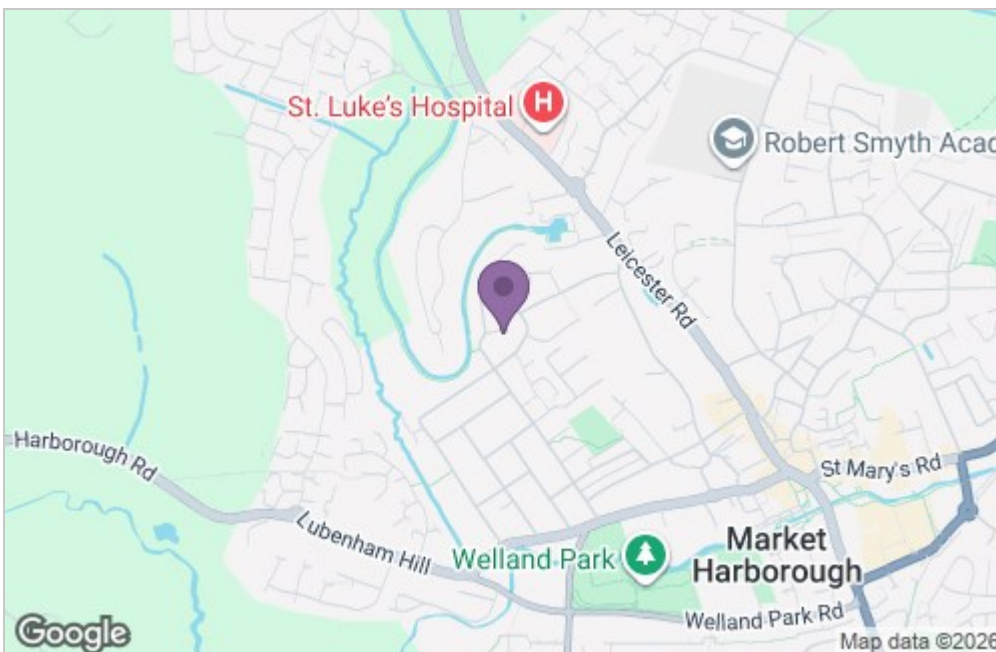 St. Luke's Hospital
H
Robert Smyth Acad
Leicester Rd
Harborough Rd
St Mary's Rd
Lubenham Hill
Welland Park
Market
Harborough
Welland Park Rd
Google
Map data ©2026